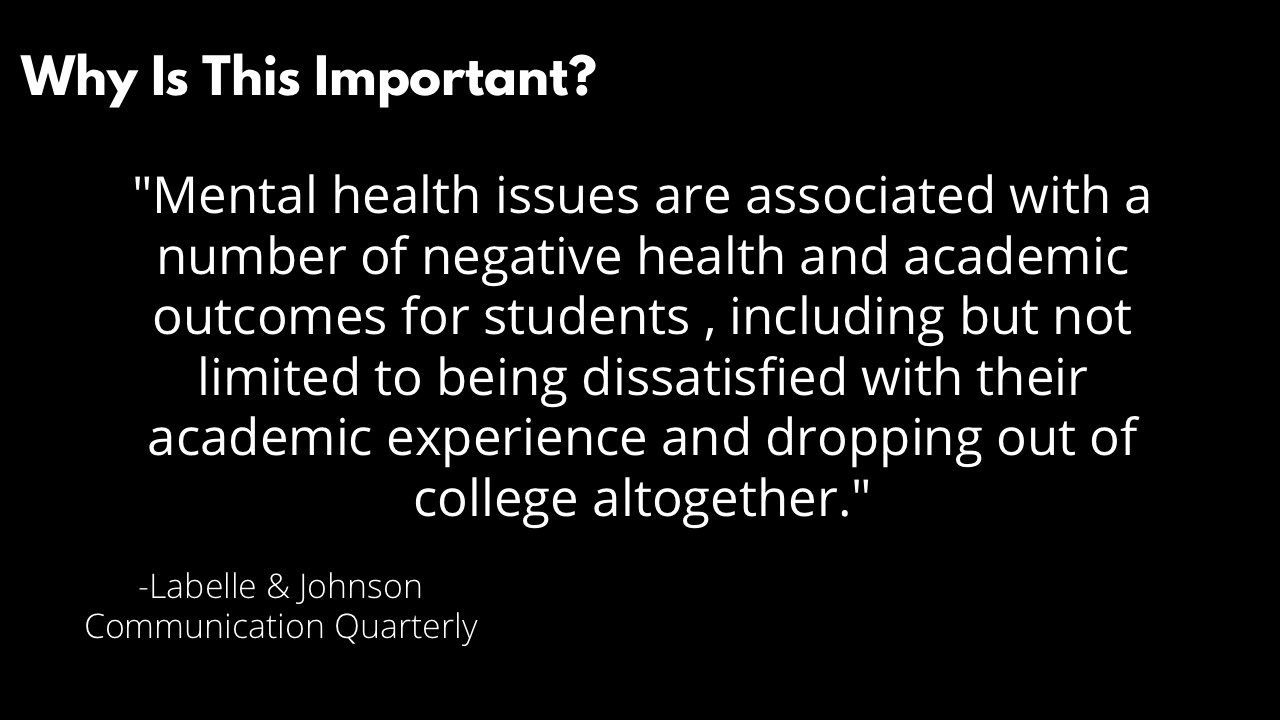 Why Is This Important?
"Mental health issues are associated with a
number of negative health and academic
outcomes for students , including but not
limited to being dissatisfied with their
academic experience and dropping out of
college altogether."
-Labelle & Johnson
Communication Quarterly